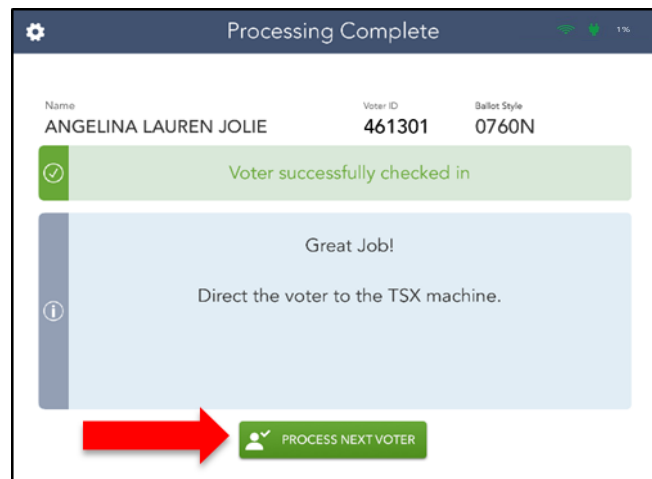 Processing Complete
1%
Name Voter ID Ballot Style
ANGELINA LAUREN JOLIE 461301 0760N
Voter successfully checked in
Great Job!
Direct the voter to the TSX machine.
PROCESS NEXT VOTER